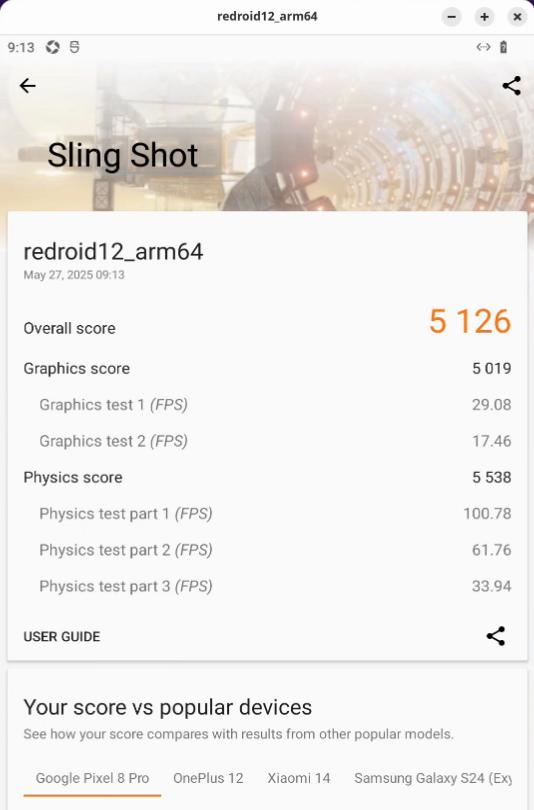 redroid12_arm64
9:13
Sling Shot
redroid12_arm64
May 27, 2025 09:13
Overall score 5 126
Graphics score 5 019
Graphics test 1 (FPS) 29.08
Graphics test 2 (FPS) 17.46
Physics score 5 538
Physics test part 1 (FPS) 100.78
Physics test part 2 (FPS) 61.76
Physics test part 3 (FPS) 33.94
USER GUIDE
Your score vs popular devices
See how your score compares with results from other popular models.
Google Pixel 8 Pro OnePlus 12 Xiaomi 14 Samsung Galaxy S24 (Exy